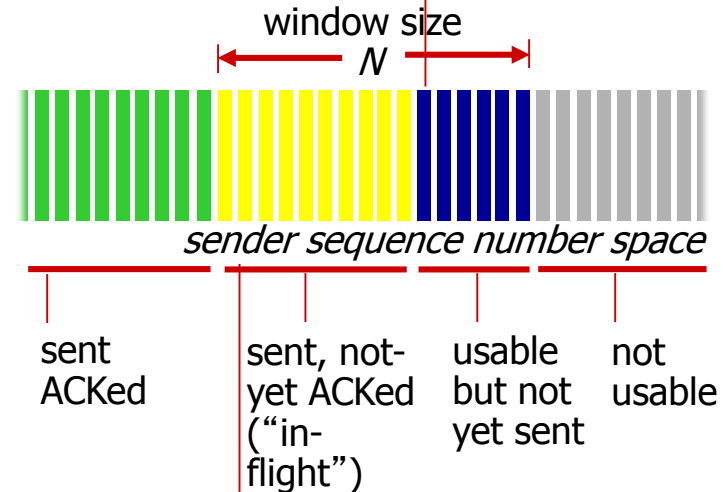 window size
N
sender sequence number space
sent
ACKed
sent, not-
yet ACKed
(“in-
flight”)
usable
but not
yet sent
not
usable